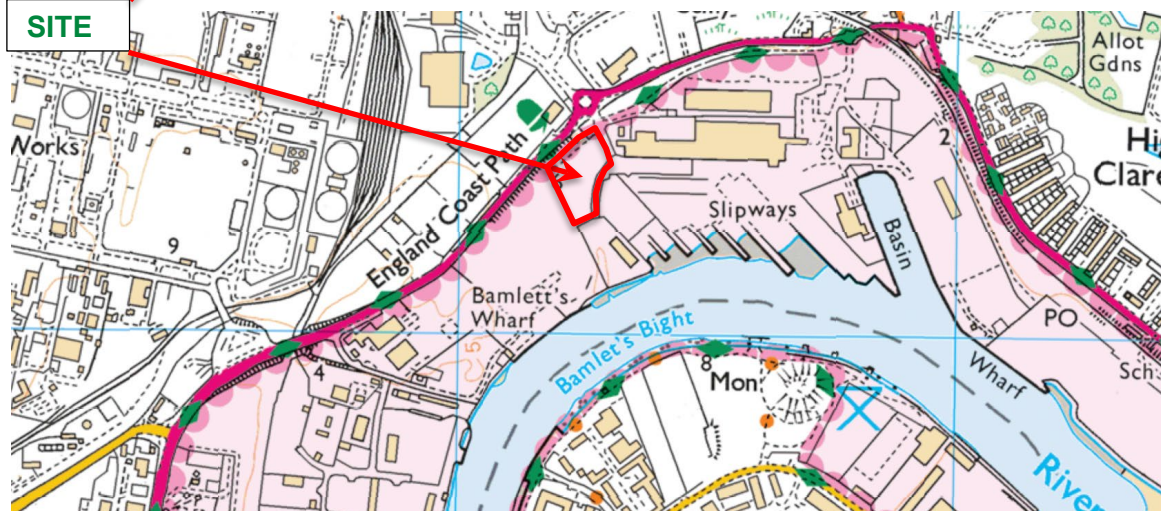 SITE
Works
9
England Coast Path
Bamlett's
Wharf
4
5
Bamlet's Bight
8
Mon
Slipways
Basin
2
Allot
Gdns
PO
Wharf
Sch
River